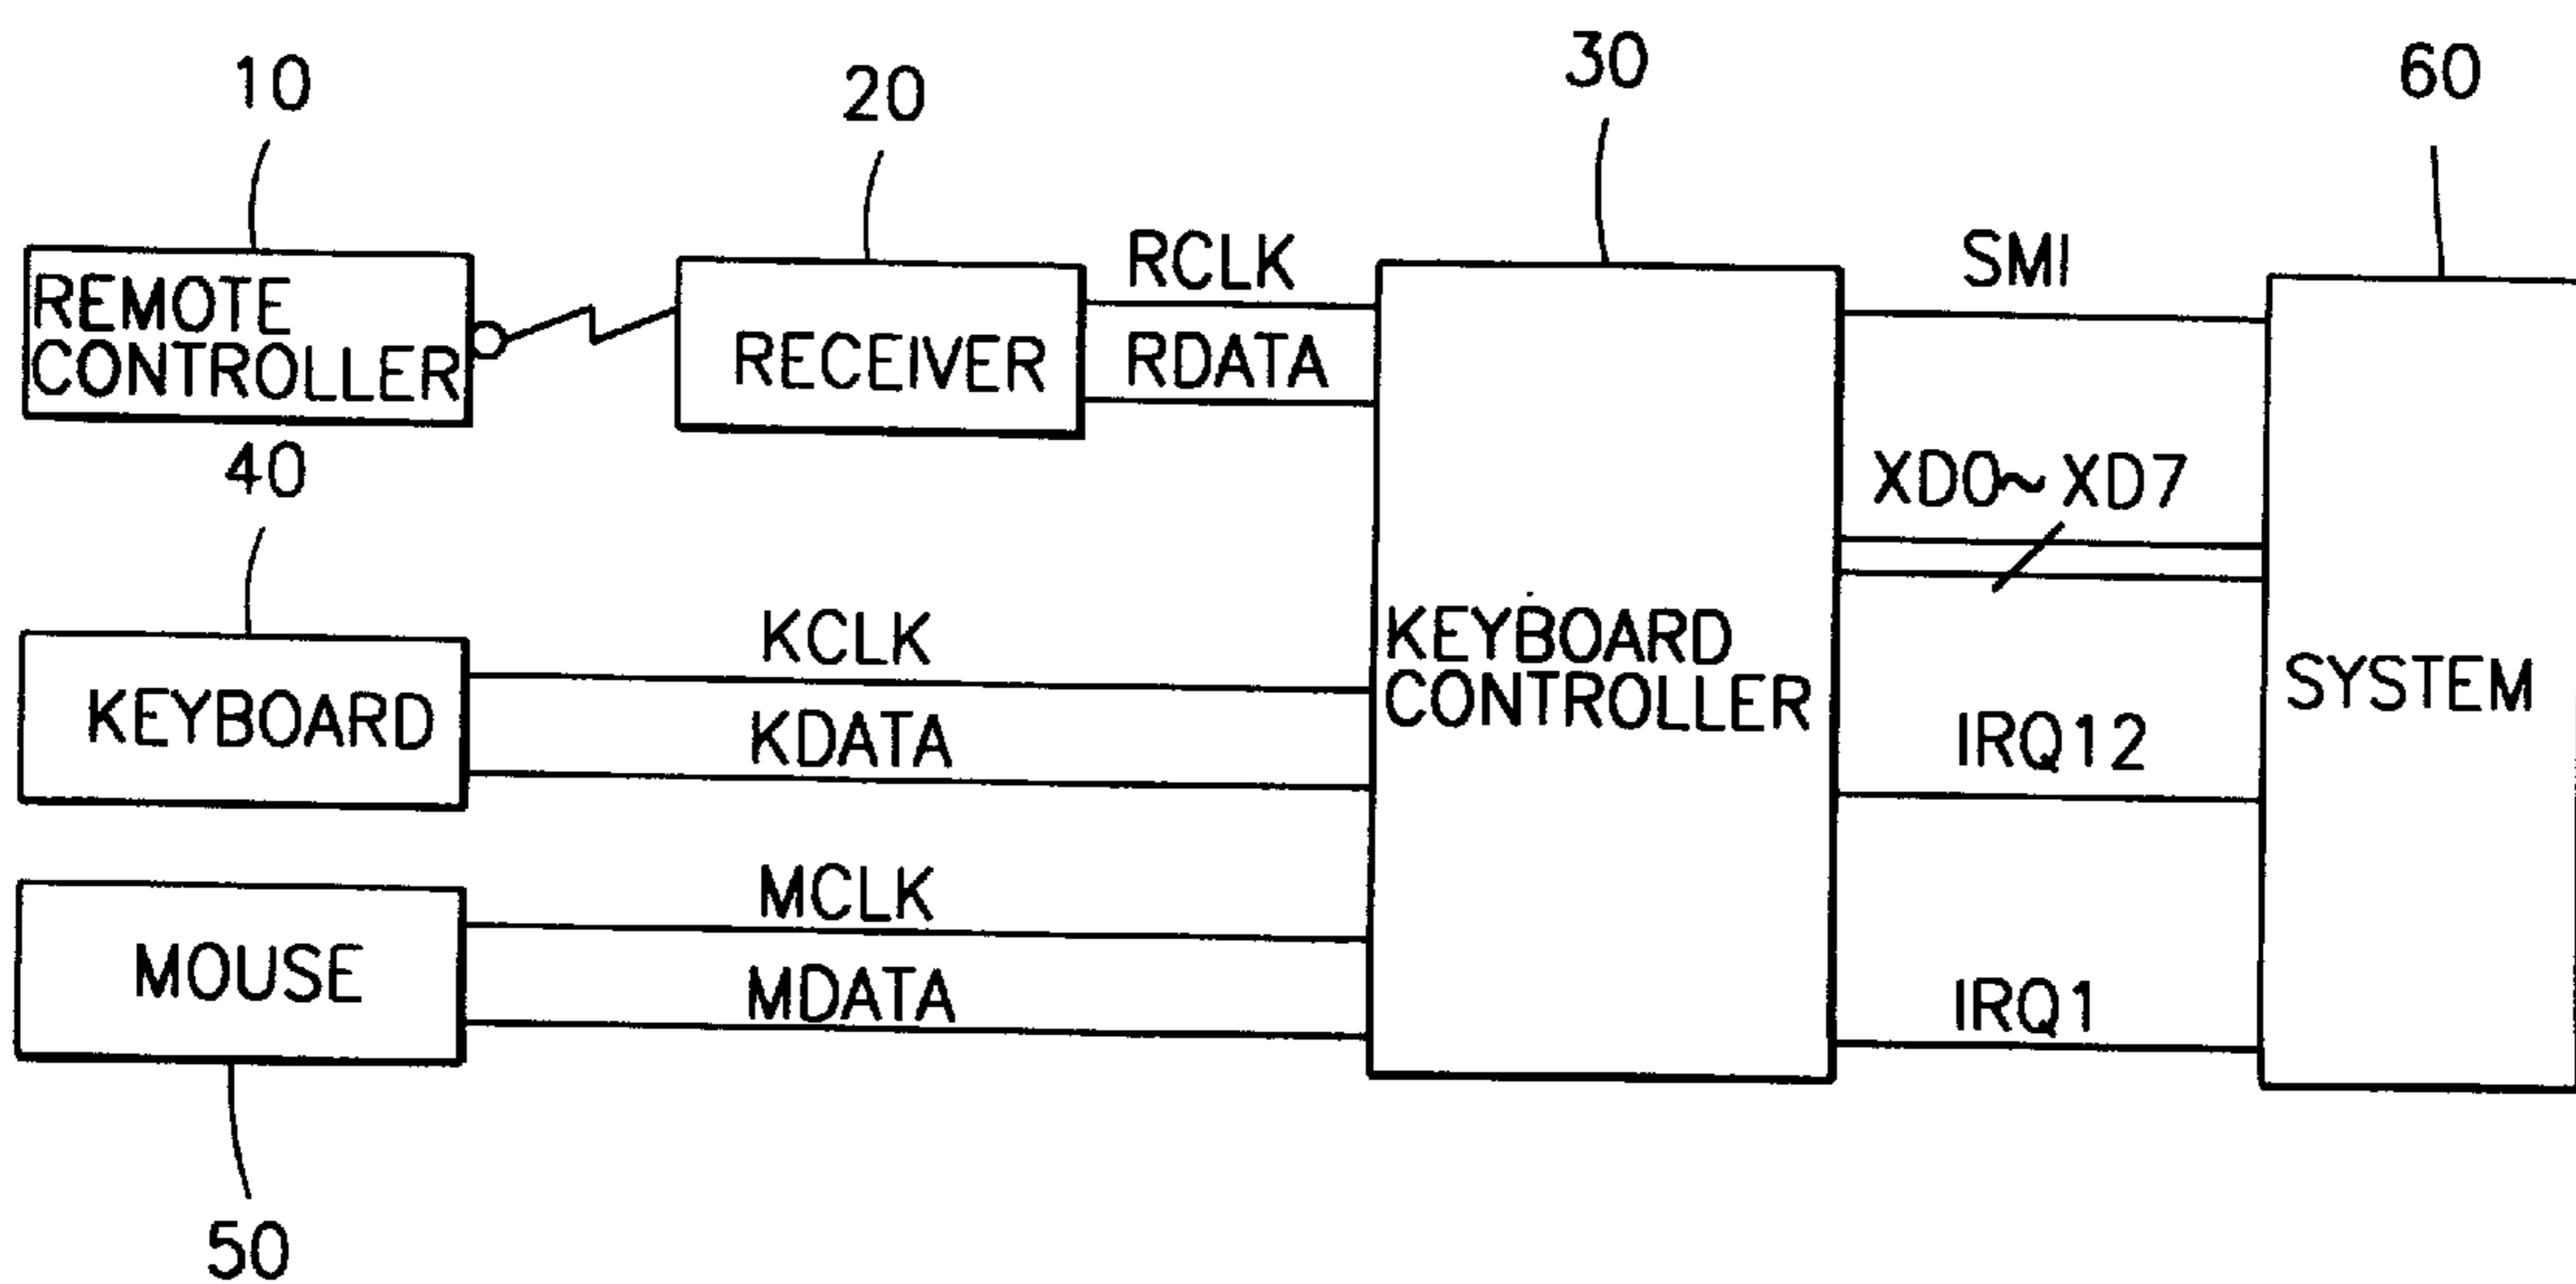 10
20
30
60
REMOTE
CONTROLLER
RECEIVER
RCLK
RDATA
SMI
XD0~XD7
40
KEYBOARD
KCLK
KDATA
KEYBOARD
CONTROLLER
IRQ12
SYSTEM
MOUSE
MCLK
MDATA
IRQ1
50